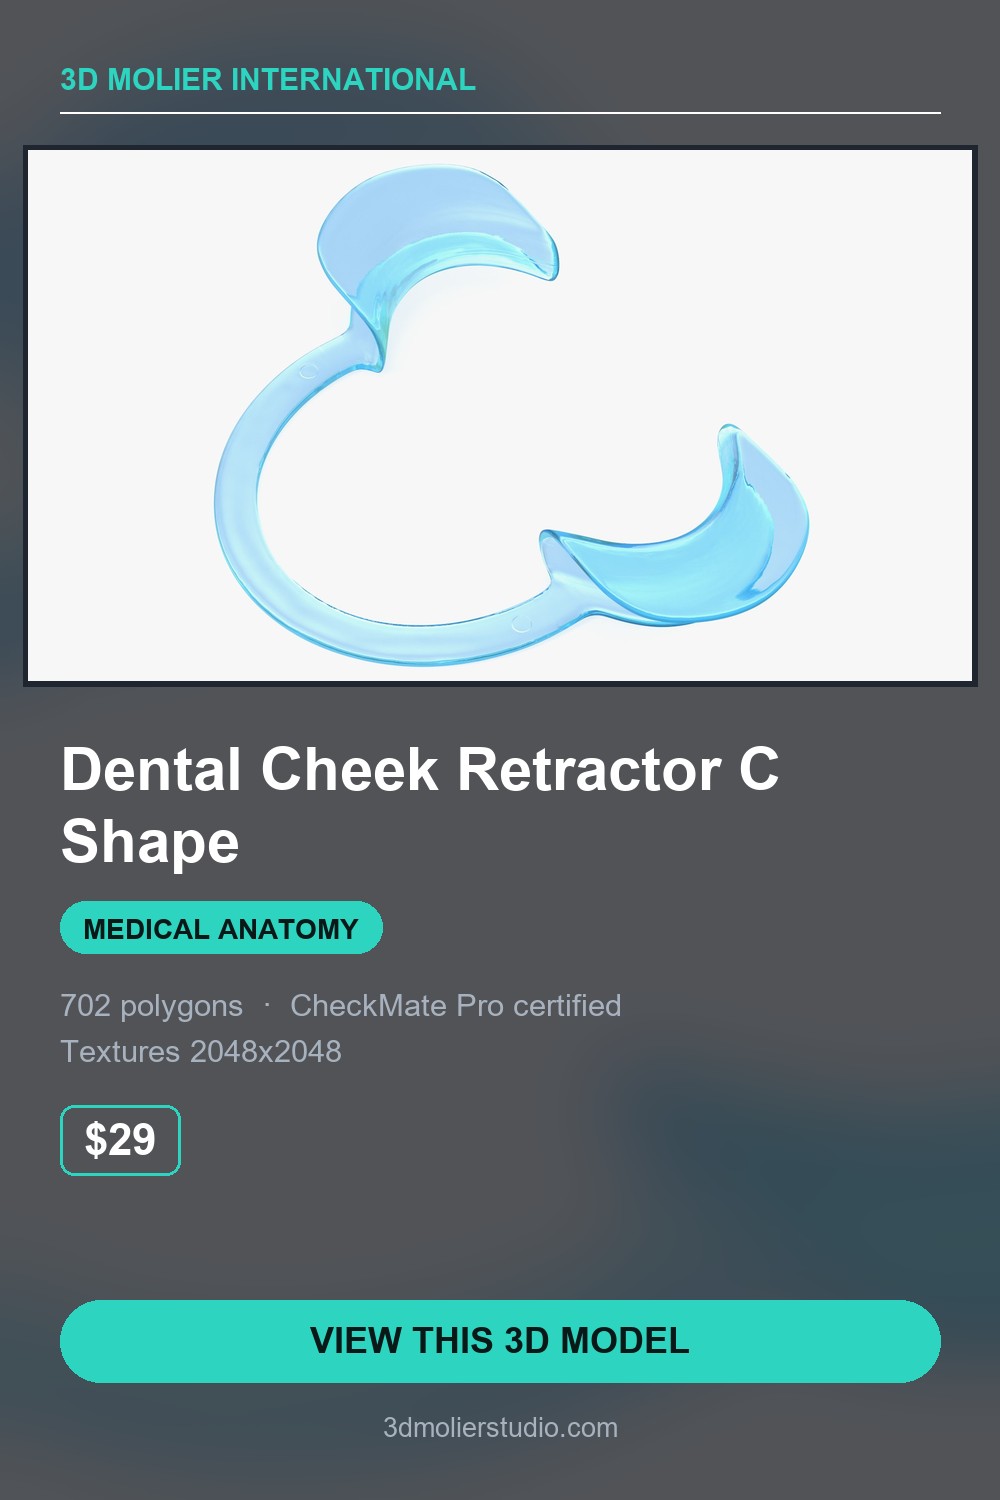 3D MOLIER INTERNATIONAL
Dental Cheek Retractor C
Shape
MEDICAL ANATOMY
702 polygons · CheckMate Pro certified
Textures 2048x2048
$29
VIEW THIS 3D MODEL
3dmolierstudio.com